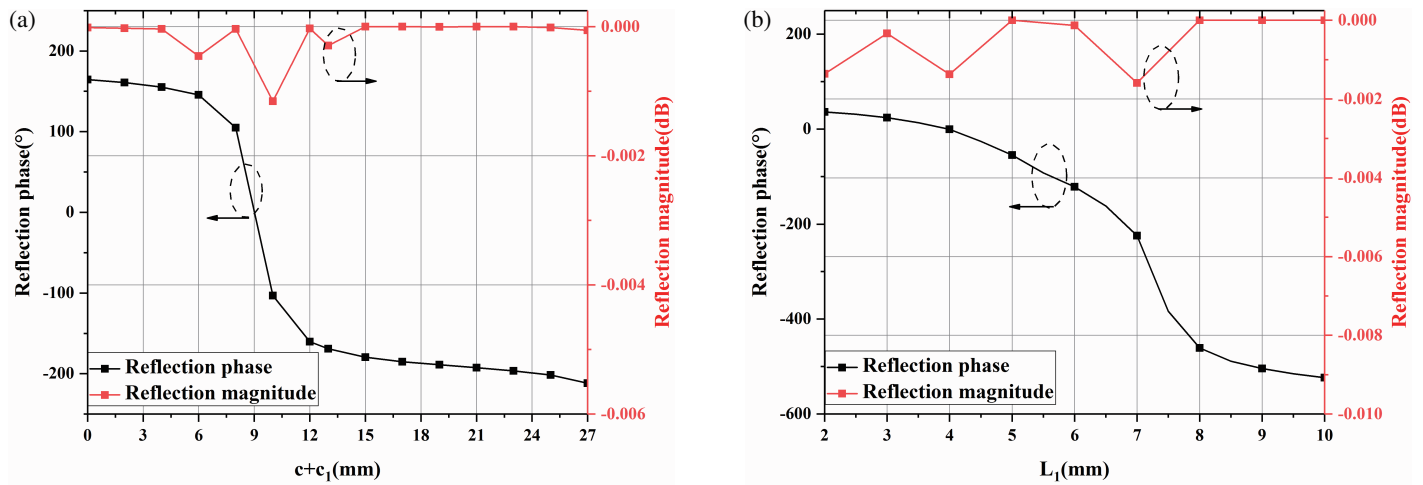 (a)
200
100
0
-100
-200
Reflection phase(°)
0.000
-0.002
-0.004
-0.006
Reflection magnitude(dB)
Reflection phase
Reflection magnitude
0 3 6 9 12 15 18 21 24 27
c+c1(mm)
(b)
200
0
-200
-400
-600
Reflection phase(°)
0.000
-0.002
-0.004
-0.006
-0.008
-0.010
Reflection magnitude(dB)
Reflection phase
Reflection magnitude
2 3 4 5 6 7 8 9 10
L1(mm)